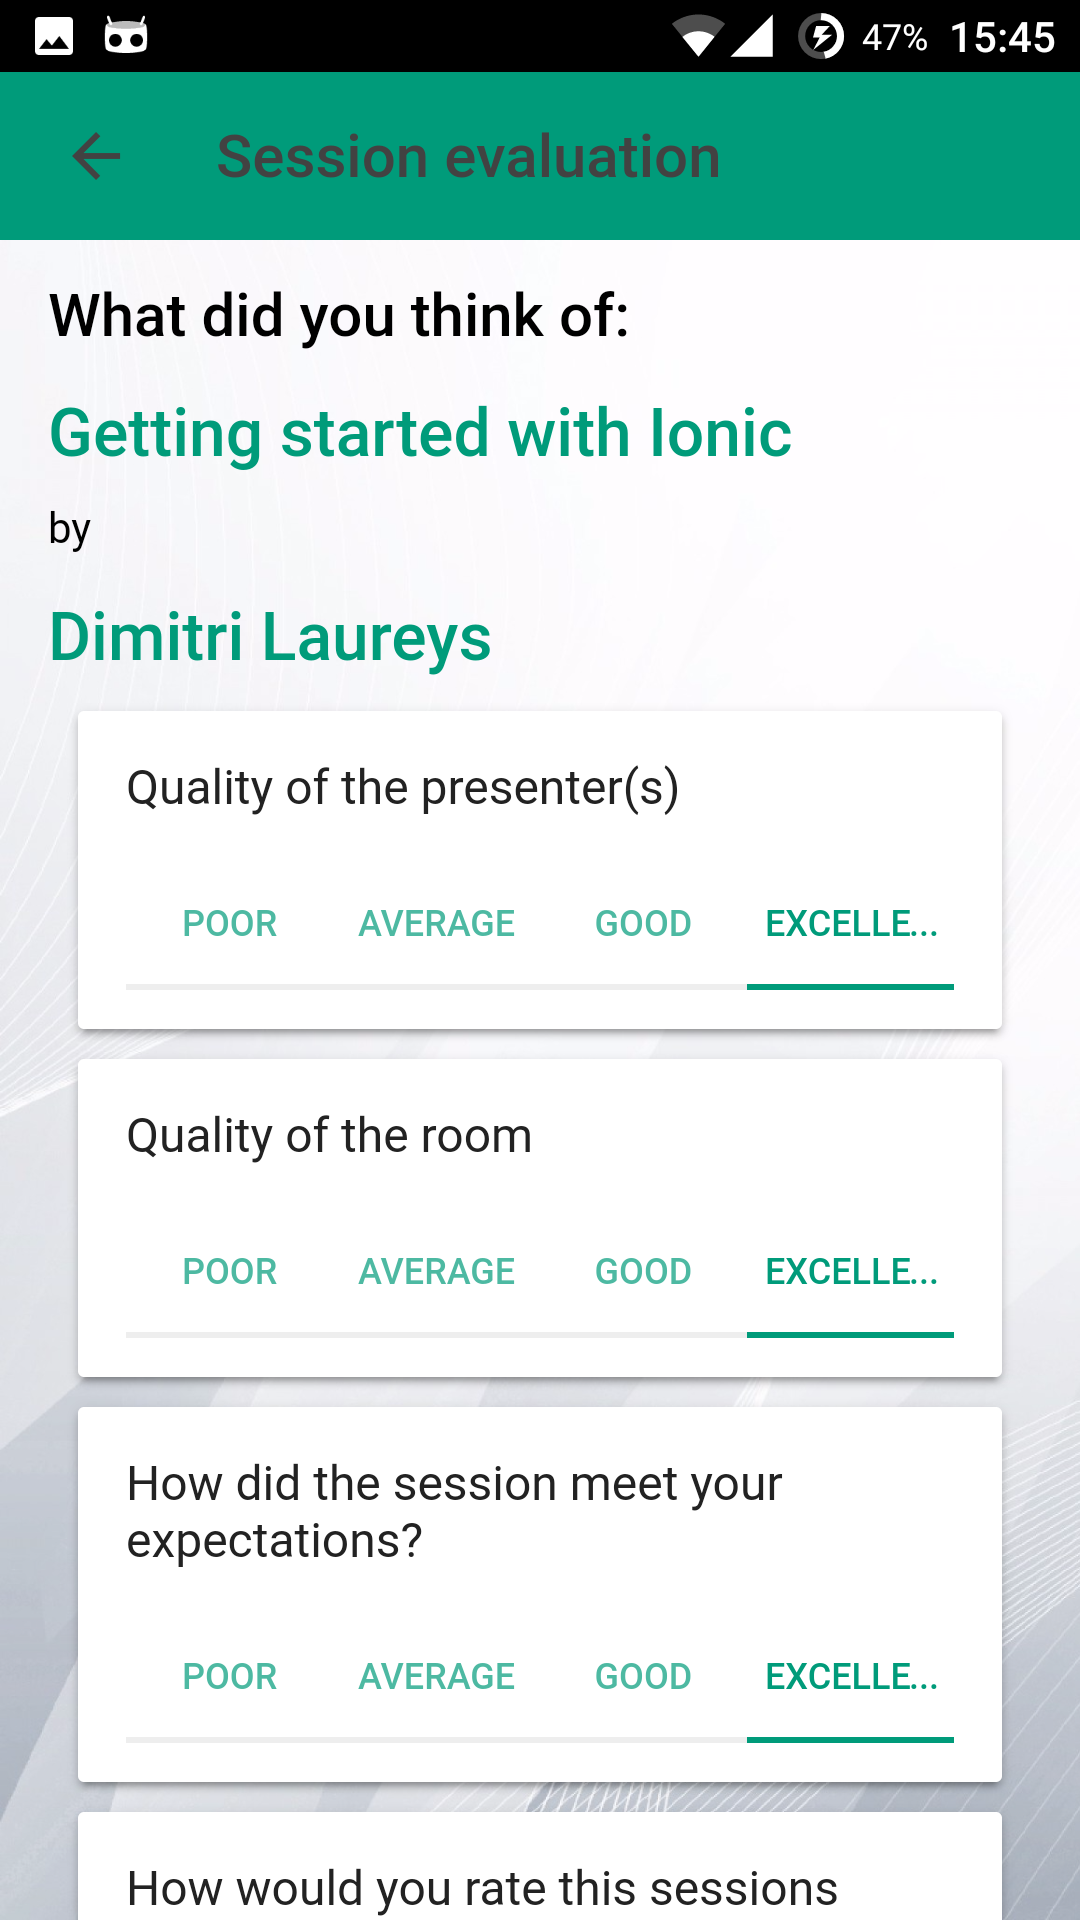 47% 15:45
Session evaluation
What did you think of:
Getting started with Ionic
by
Dimitri Laureys
Quality of the presenter(s)
POOR AVERAGE GOOD EXCELLE...
Quality of the room
POOR AVERAGE GOOD EXCELLE...
How did the session meet your
expectations?
POOR AVERAGE GOOD EXCELLE...
How would you rate this sessions